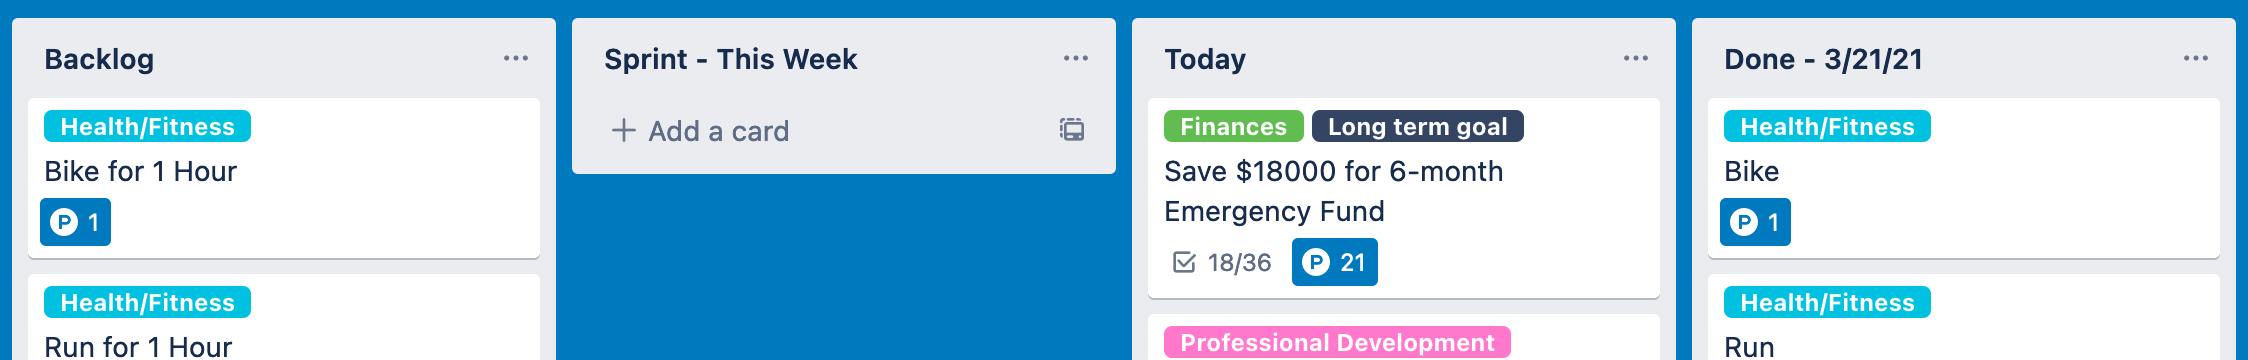 Backlog
Health/Fitness
Bike for 1 Hour
P 1
Health/Fitness
Run for 1 Hour
Sprint - This Week
+ Add a card
Today
Finances Long term goal
Save $18000 for 6-month
Emergency Fund
18/36 P 21
Professional Development
Done - 3/21/21
Health/Fitness
Bike
P 1
Health/Fitness
Run